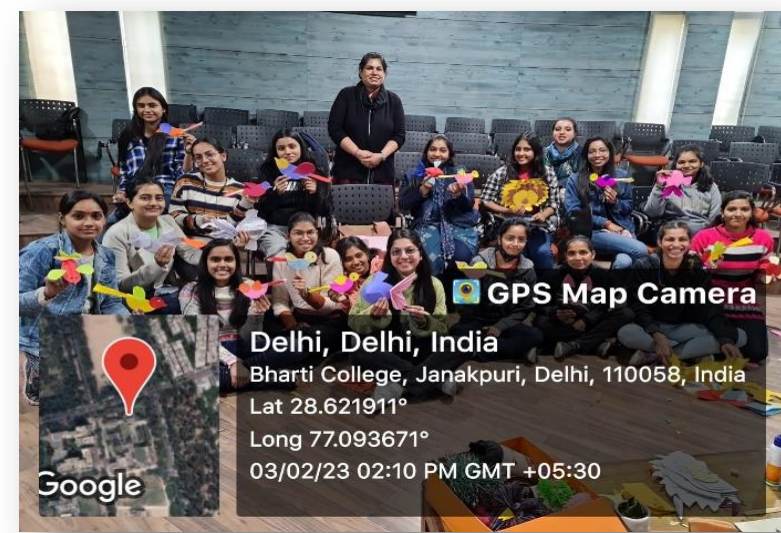 GPS Map Camera
Delhi, Delhi, India
Bharti College, Janakpuri, Delhi, 110058, India
Lat 28.621911°
Long 77.093671°
03/02/23 02:10 PM GMT +05:30
Google